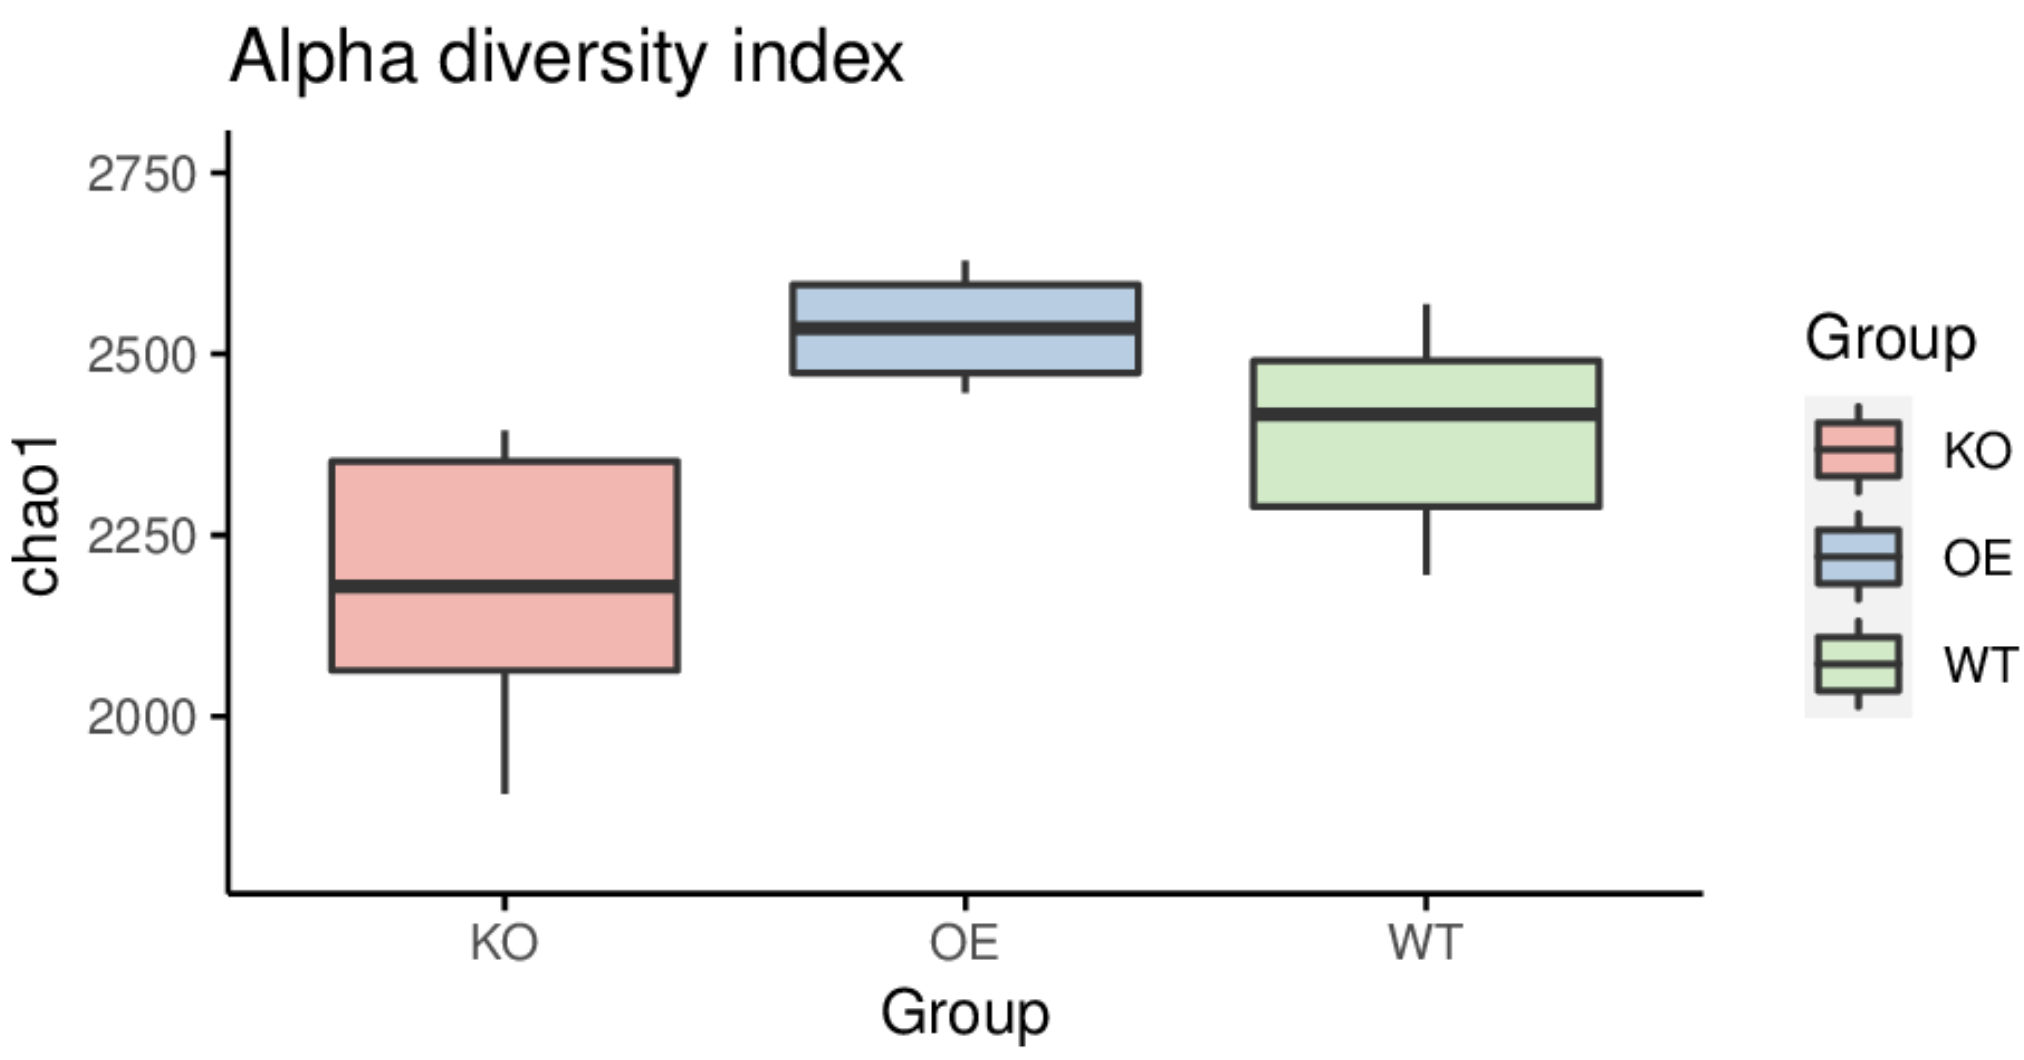 Alpha diversity index
chao1
2750
2500
2250
2000
KO
OE
WT
Group
Group
KO
OE
WT